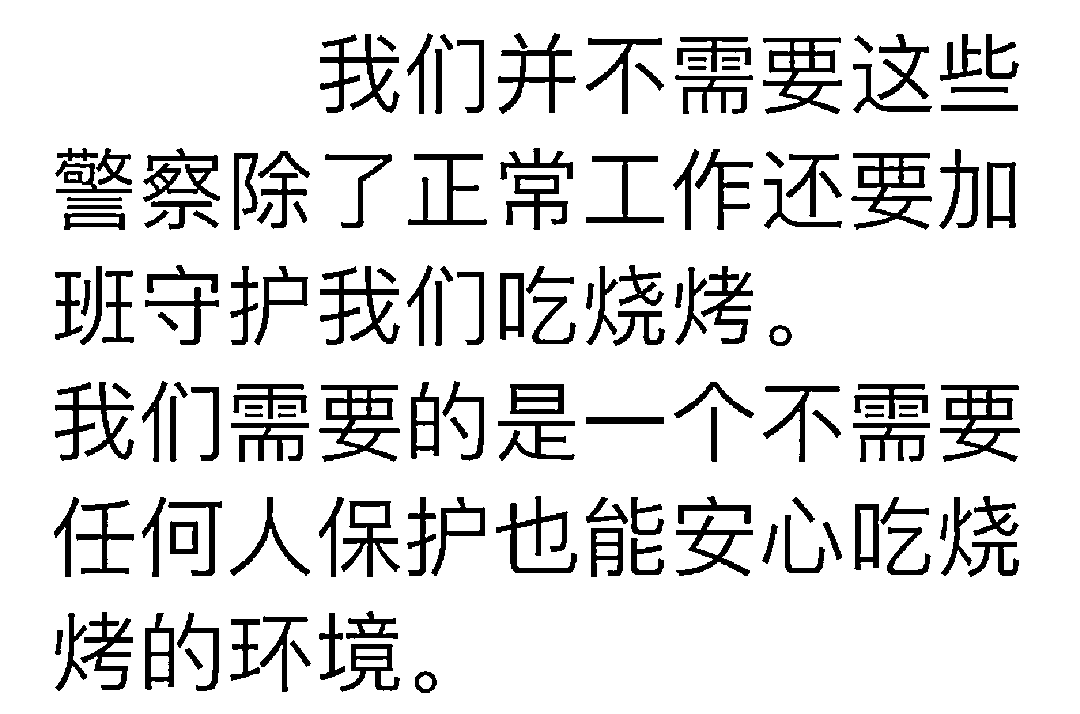 我们并不需要这些
警察除了正常工作还要加
班守护我们吃烧烤。
我们需要的是一个不需要
任何人保护也能安心吃烧
烤的环境。